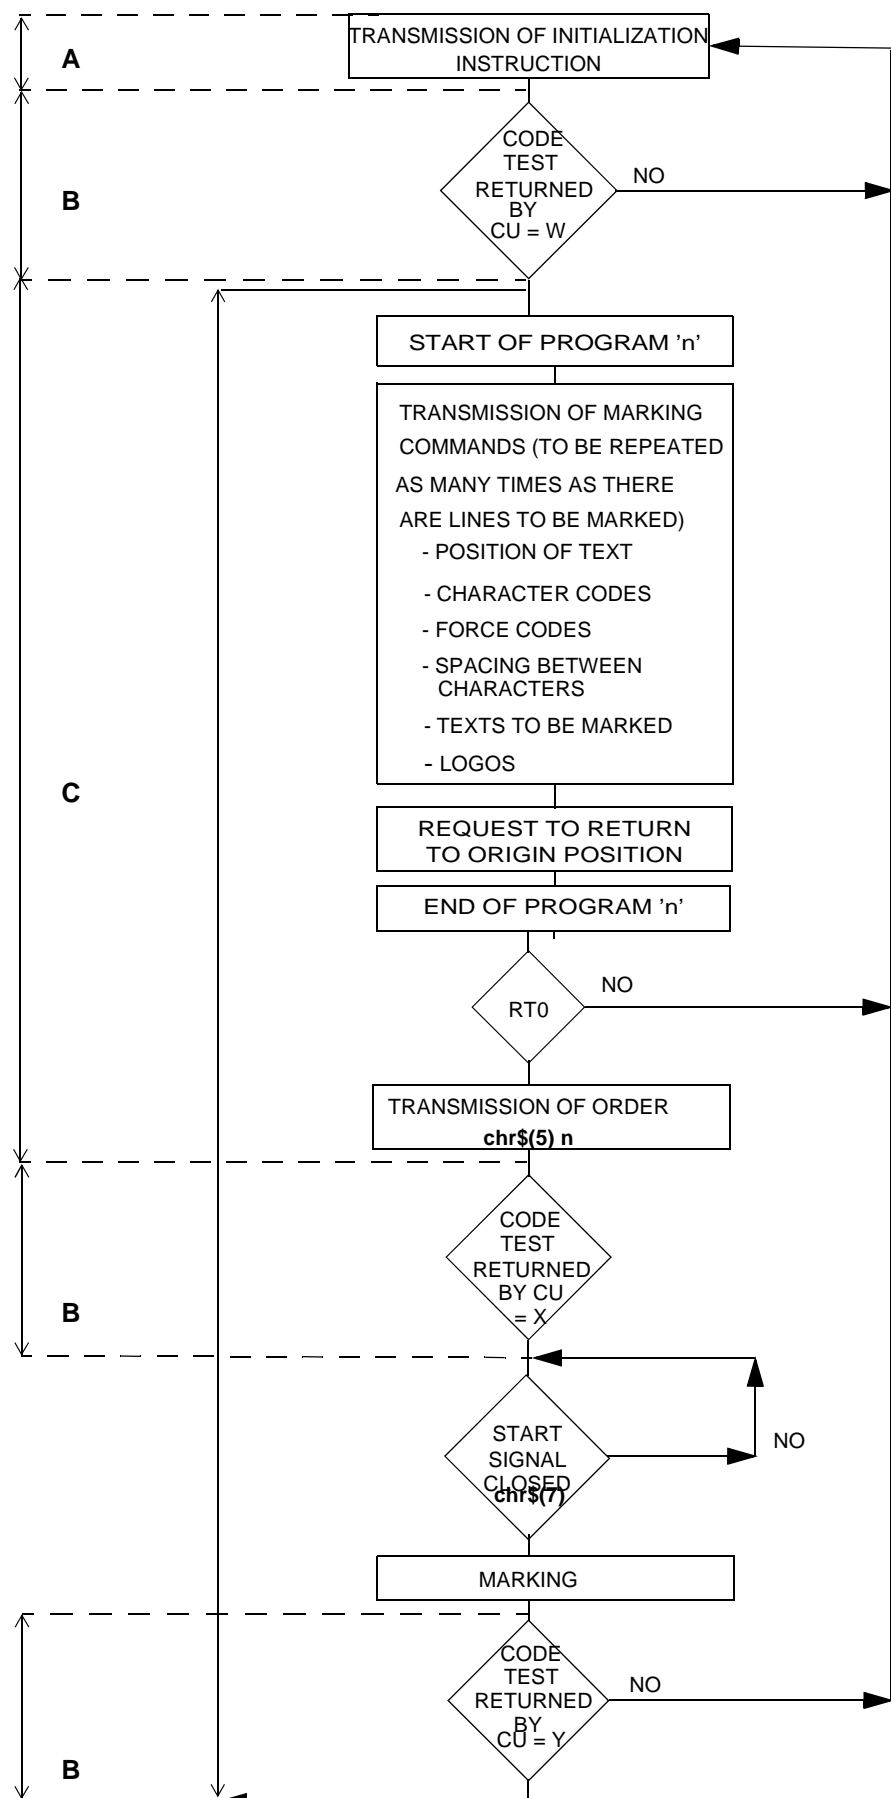 TRANSMISSION OF INITIALIZATION
INSTRUCTION
A
CODE
TEST
RETURNED
BY
CU = W
NO
B
START OF PROGRAM 'n'
TRANSMISSION OF MARKING
COMMANDS (TO BE REPEATED
AS MANY TIMES AS THERE
ARE LINES TO BE MARKED)
- POSITION OF TEXT
- CHARACTER CODES
- FORCE CODES
- SPACING BETWEEN
CHARACTERS
- TEXTS TO BE MARKED
- LOGOS
C
REQUEST TO RETURN
TO ORIGIN POSITION
END OF PROGRAM 'n'
RT0
NO
TRANSMISSION OF ORDER
chr$(5) n
CODE
TEST
RETURNED
BY CU
= X
B
START
SIGNAL
CLOSED
chr$(7)
NO
MARKING
CODE
TEST
RETURNED
BY
CU = Y
NO
B